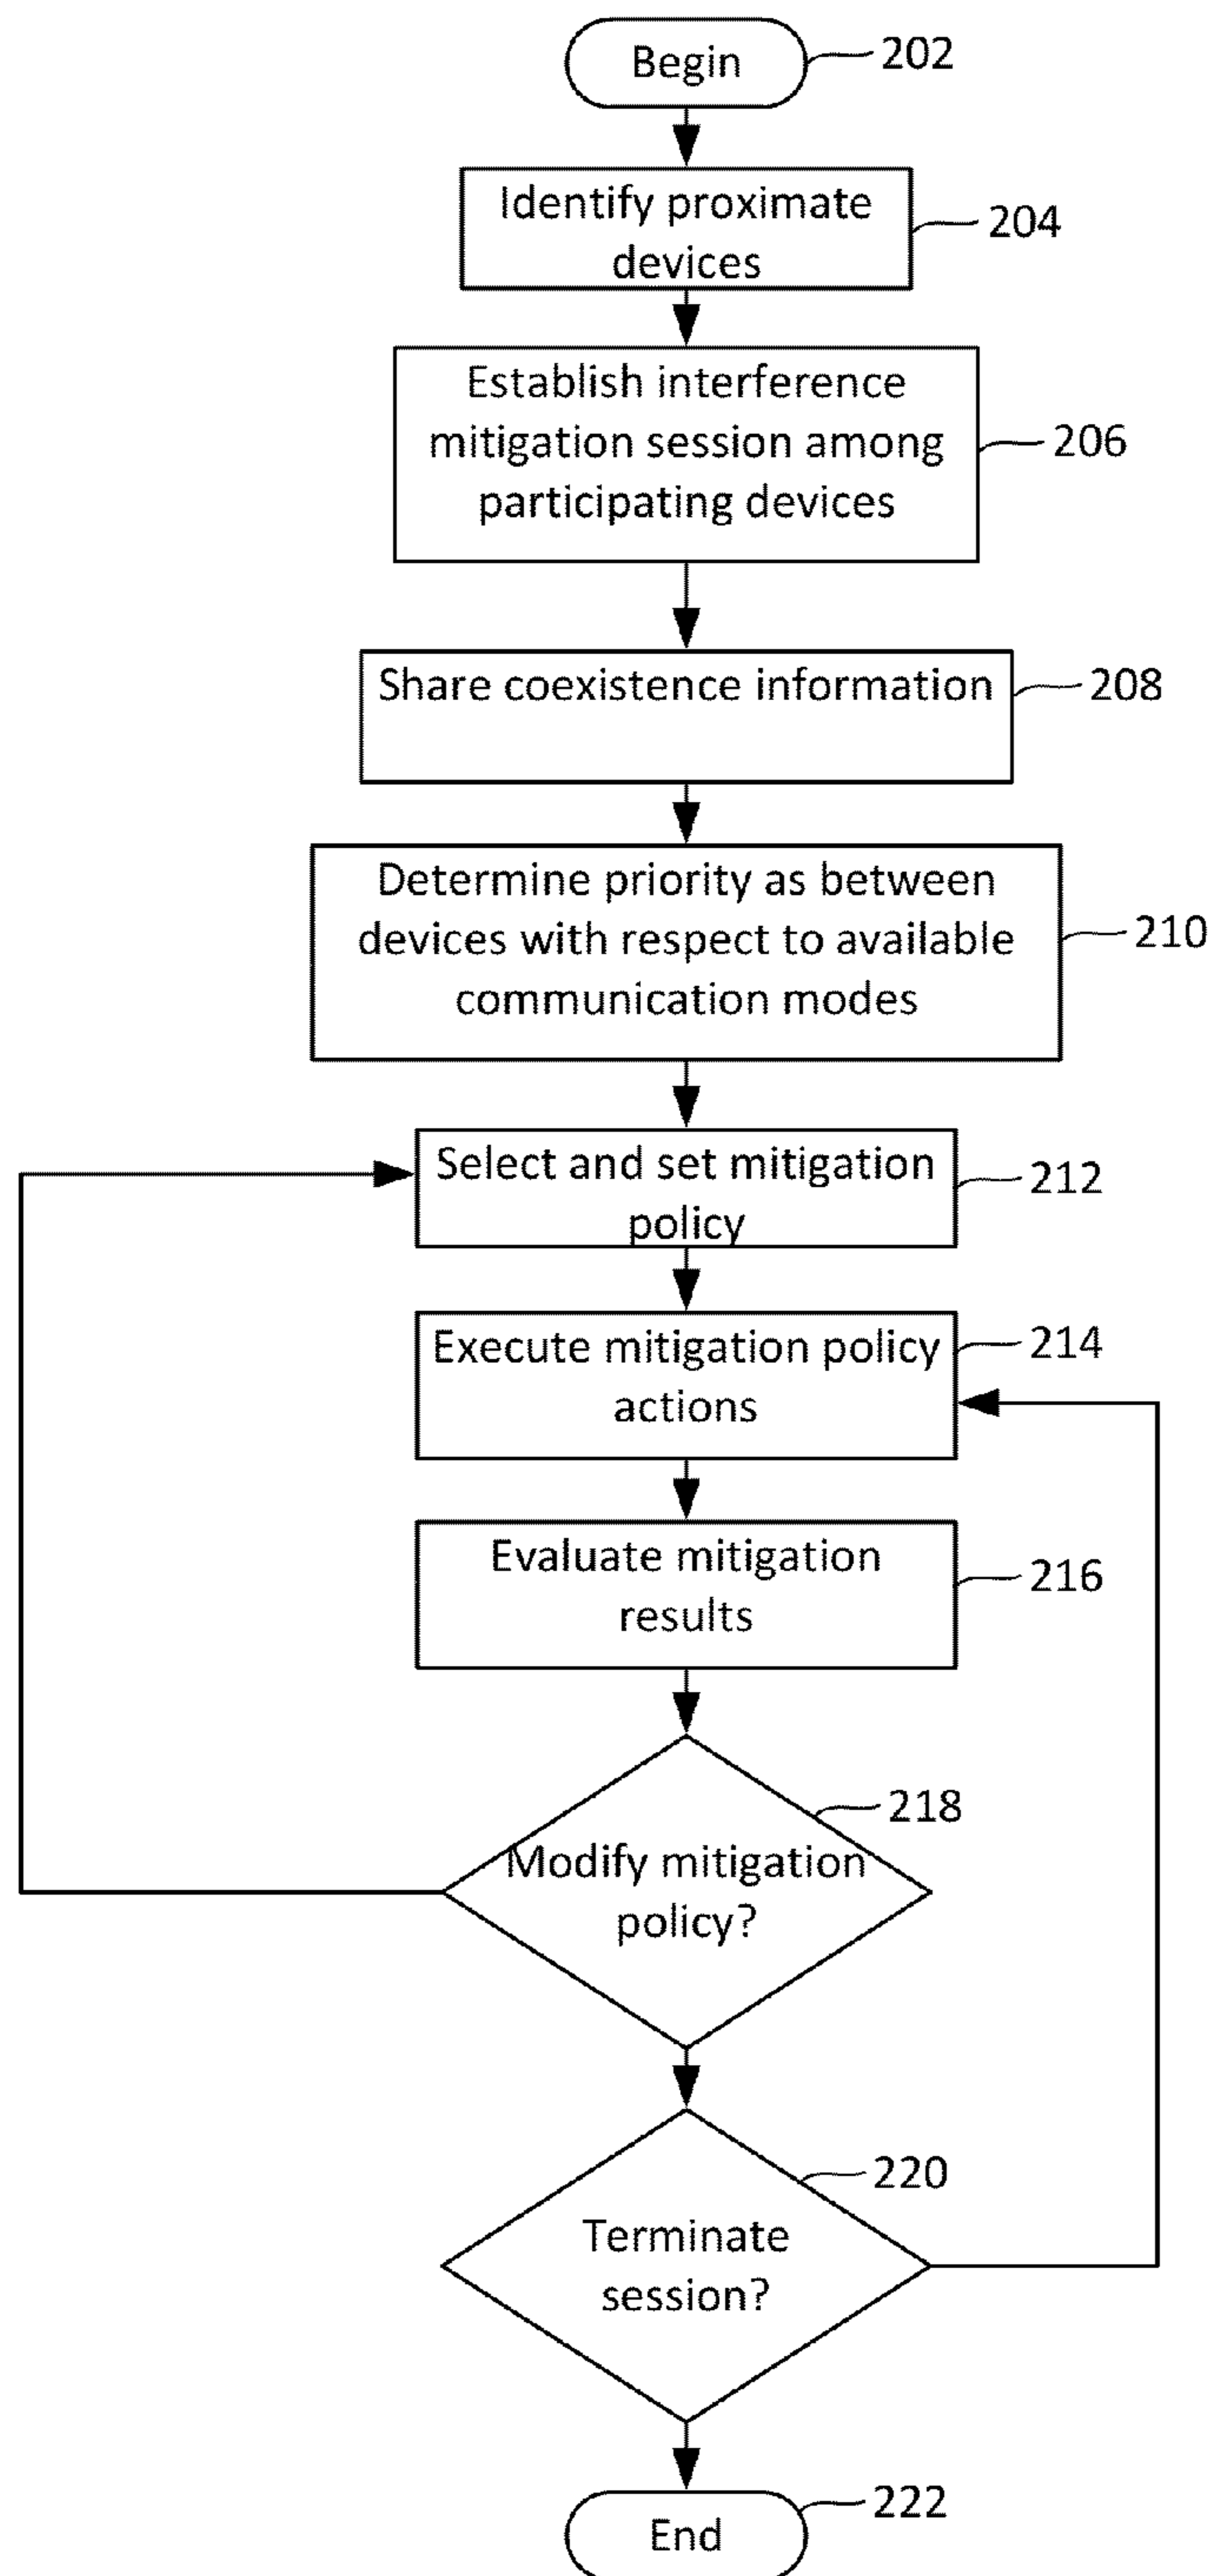 Begin
202
Identify proximate
devices
204
Establish interference
mitigation session among
participating devices
206
Share coexistence information
208
Determine priority as between
devices with respect to available
communication modes
210
Select and set mitigation
policy
212
Execute mitigation policy
actions
214
Evaluate mitigation
results
216
Modify mitigation
policy?
218
Terminate
session?
220
End
222